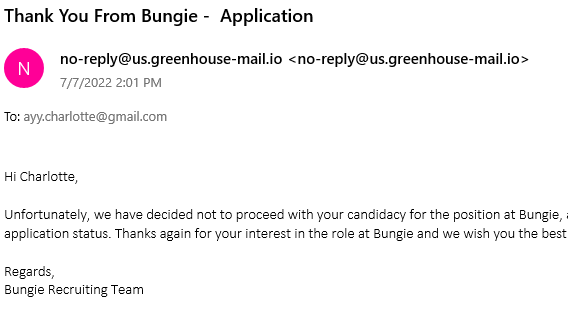 Thank You From Bungie - Application
N
no-reply@us.greenhouse-mail.io <no-reply@us.greenhouse-mail.io>
7/7/2022 2:01 PM
To: ayy.charlotte@gmail.com
Hi Charlotte,
Unfortunately, we have decided not to proceed with your candidacy for the position at Bungie,
application status. Thanks again for your interest in the role at Bungie and we wish you the best
Regards,
Bungie Recruiting Team